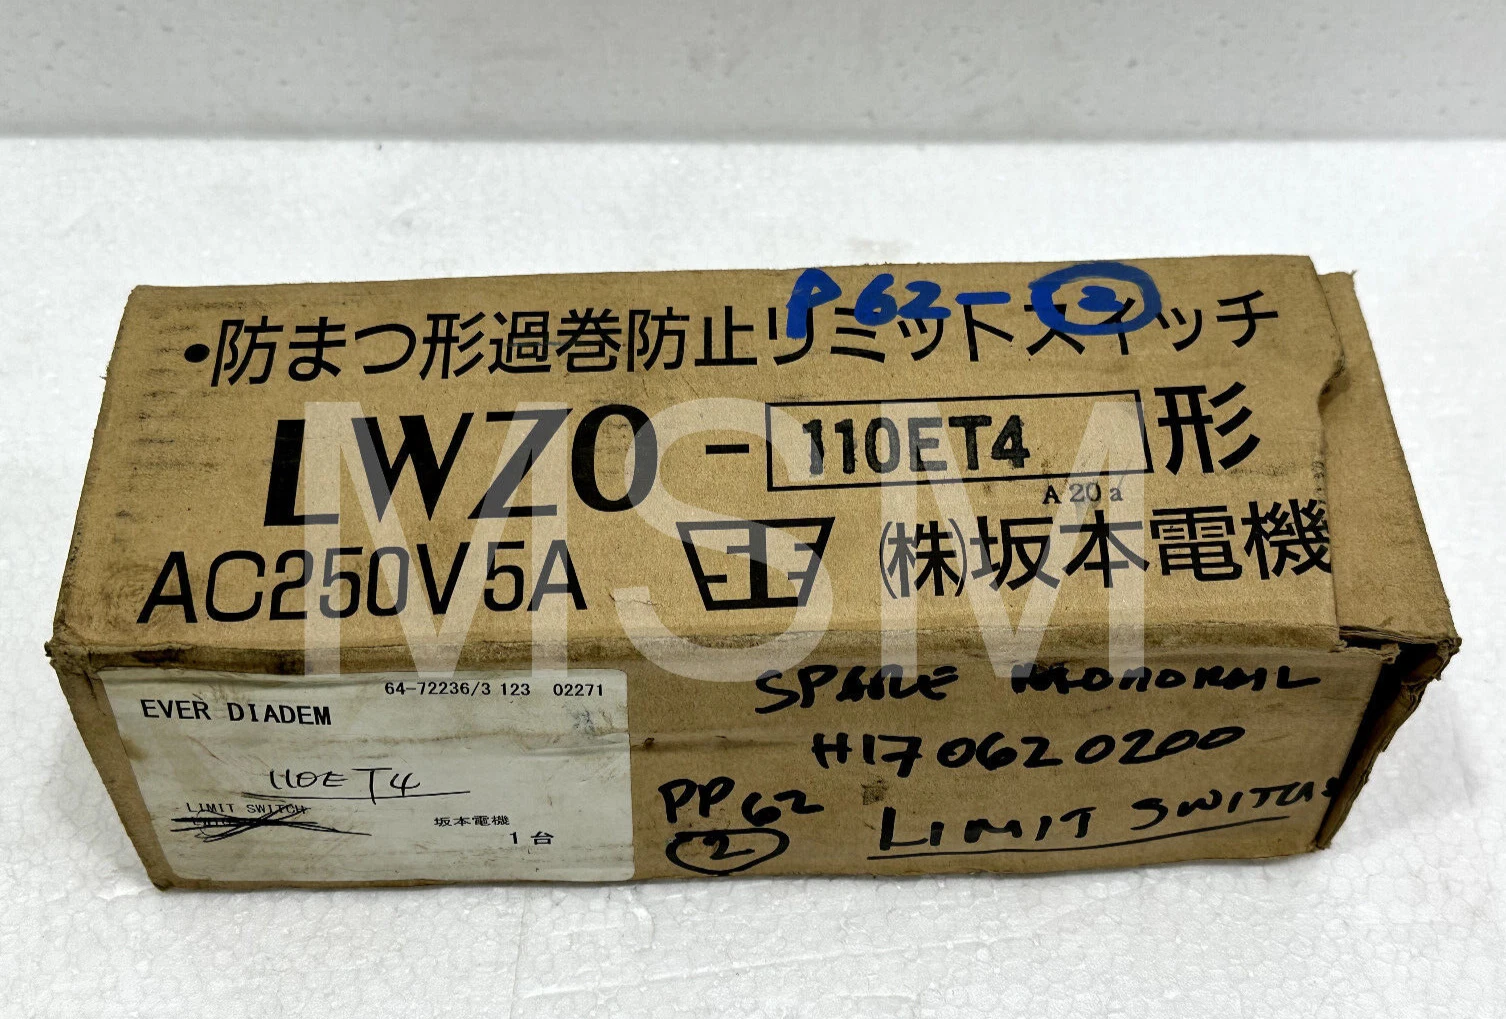 P62-②
•防まつ形過巻防止リミットスイッチ
LWZO - 110ET4 形
A 20 a
AC250V 5A (株)坂本電機
MSM
64-72236/3 123 02271
EVER DIADEM
110ET4
LIMIT SWITCH
坂本電機
1台
SPARE MONORAIL
H170620200
PP62
②
LIMIT SWITCH